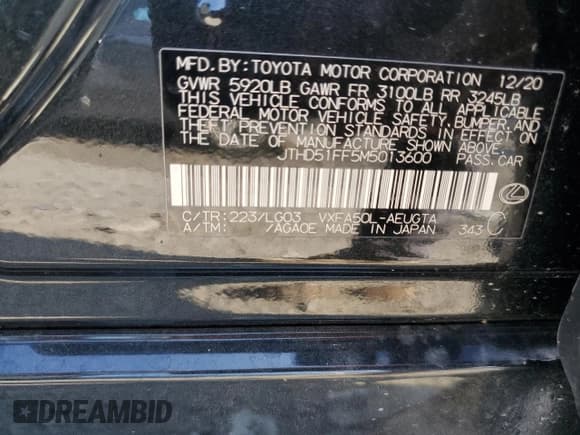 MFD.BY:TOYOTA MOTOR CORPORATION 12/20
GVWR 5920LB GAWR FR 3100LB RR 3245LB
THIS VEHICLE CONFORMS TO ALL APPLICABLE
FEDERAL MOTOR VEHICLE SAFETY, BUMPER, AND
THEFT PREVENTION STANDARDS IN EFFECT ON
THE DATE OF MANUFACTURE SHOWN ABOVE.
JTHD51FF5M5013600 PASS.CAR
C/TR:223/LG03 VXFA50L-AEUGTA C
A/TM: /AGA0E MADE IN JAPAN 343
DREAMBID